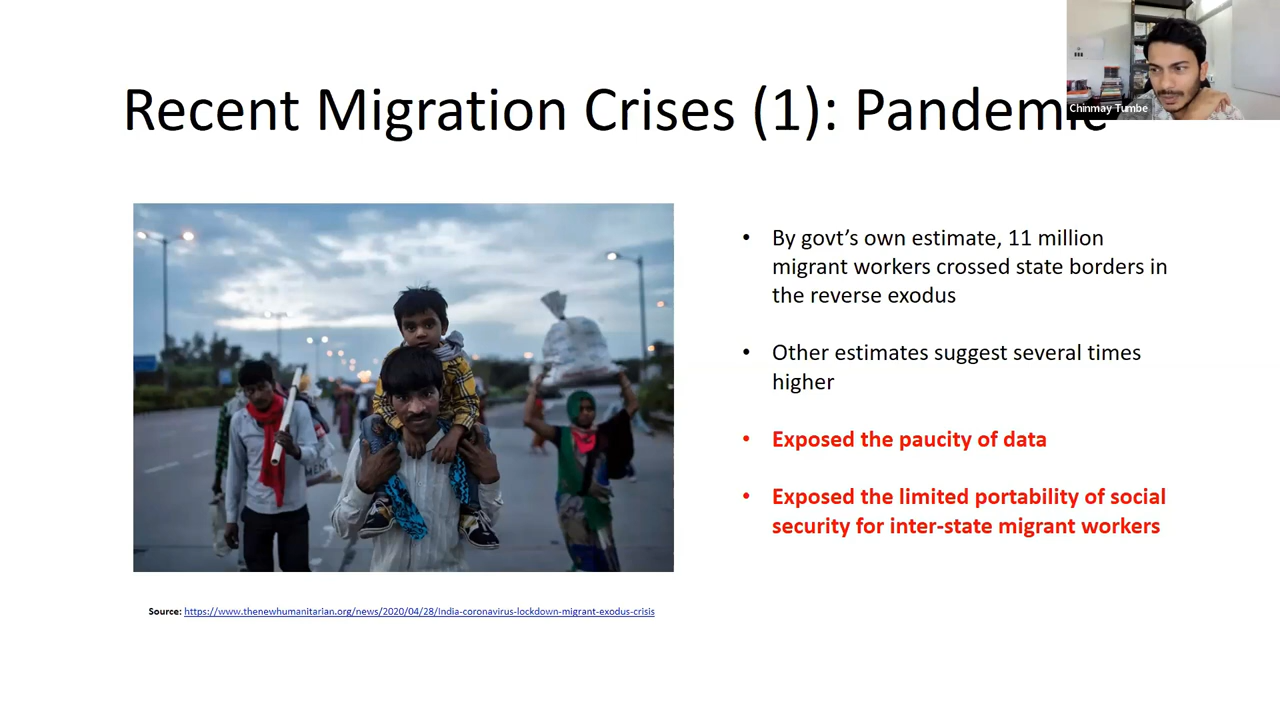 Recent Migration Crises (1): Pandemic
Chinmay Tumbe
• By govt’s own estimate, 11 million
migrant workers crossed state borders in
the reverse exodus
• Other estimates suggest several times
higher
• Exposed the paucity of data
• Exposed the limited portability of social
security for inter-state migrant workers
MENT
Source: https://www.thenewhumanitarian.org/news/2020/04/28/India-coronavirus-lockdown-migrant-exodus-crisis